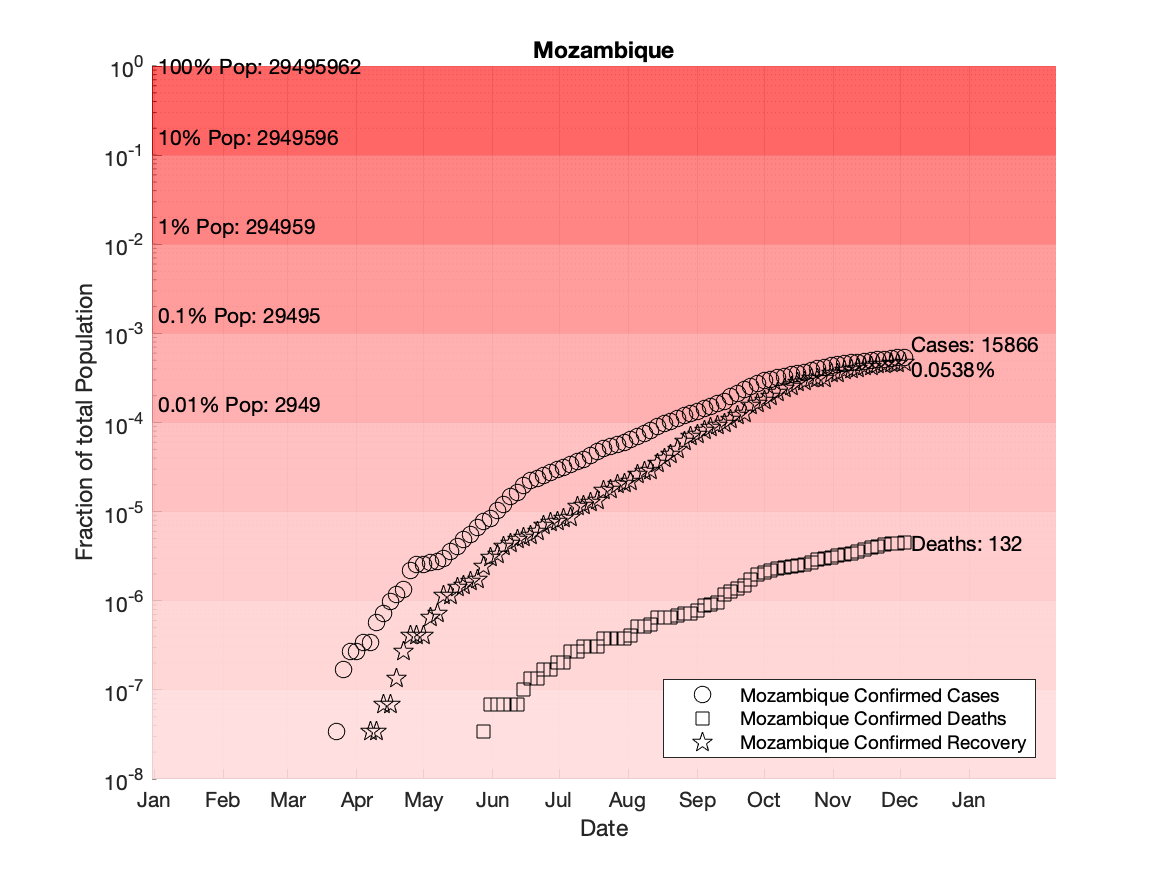 Mozambique
10^0
100% Pop: 29495962
10% Pop: 2949596
10^-1
1% Pop: 294959
10^-2
0.1% Pop: 29495
10^-3
Cases: 15866
0.0538%
0.01% Pop: 2949
10^-4
Fraction of total Population
10^-5
Deaths: 132
10^-6
10^-7
Mozambique Confirmed Cases
Mozambique Confirmed Deaths
Mozambique Confirmed Recovery
10^-8
Jan Feb Mar Apr May Jun Jul Aug Sep Oct Nov Dec Jan
Date